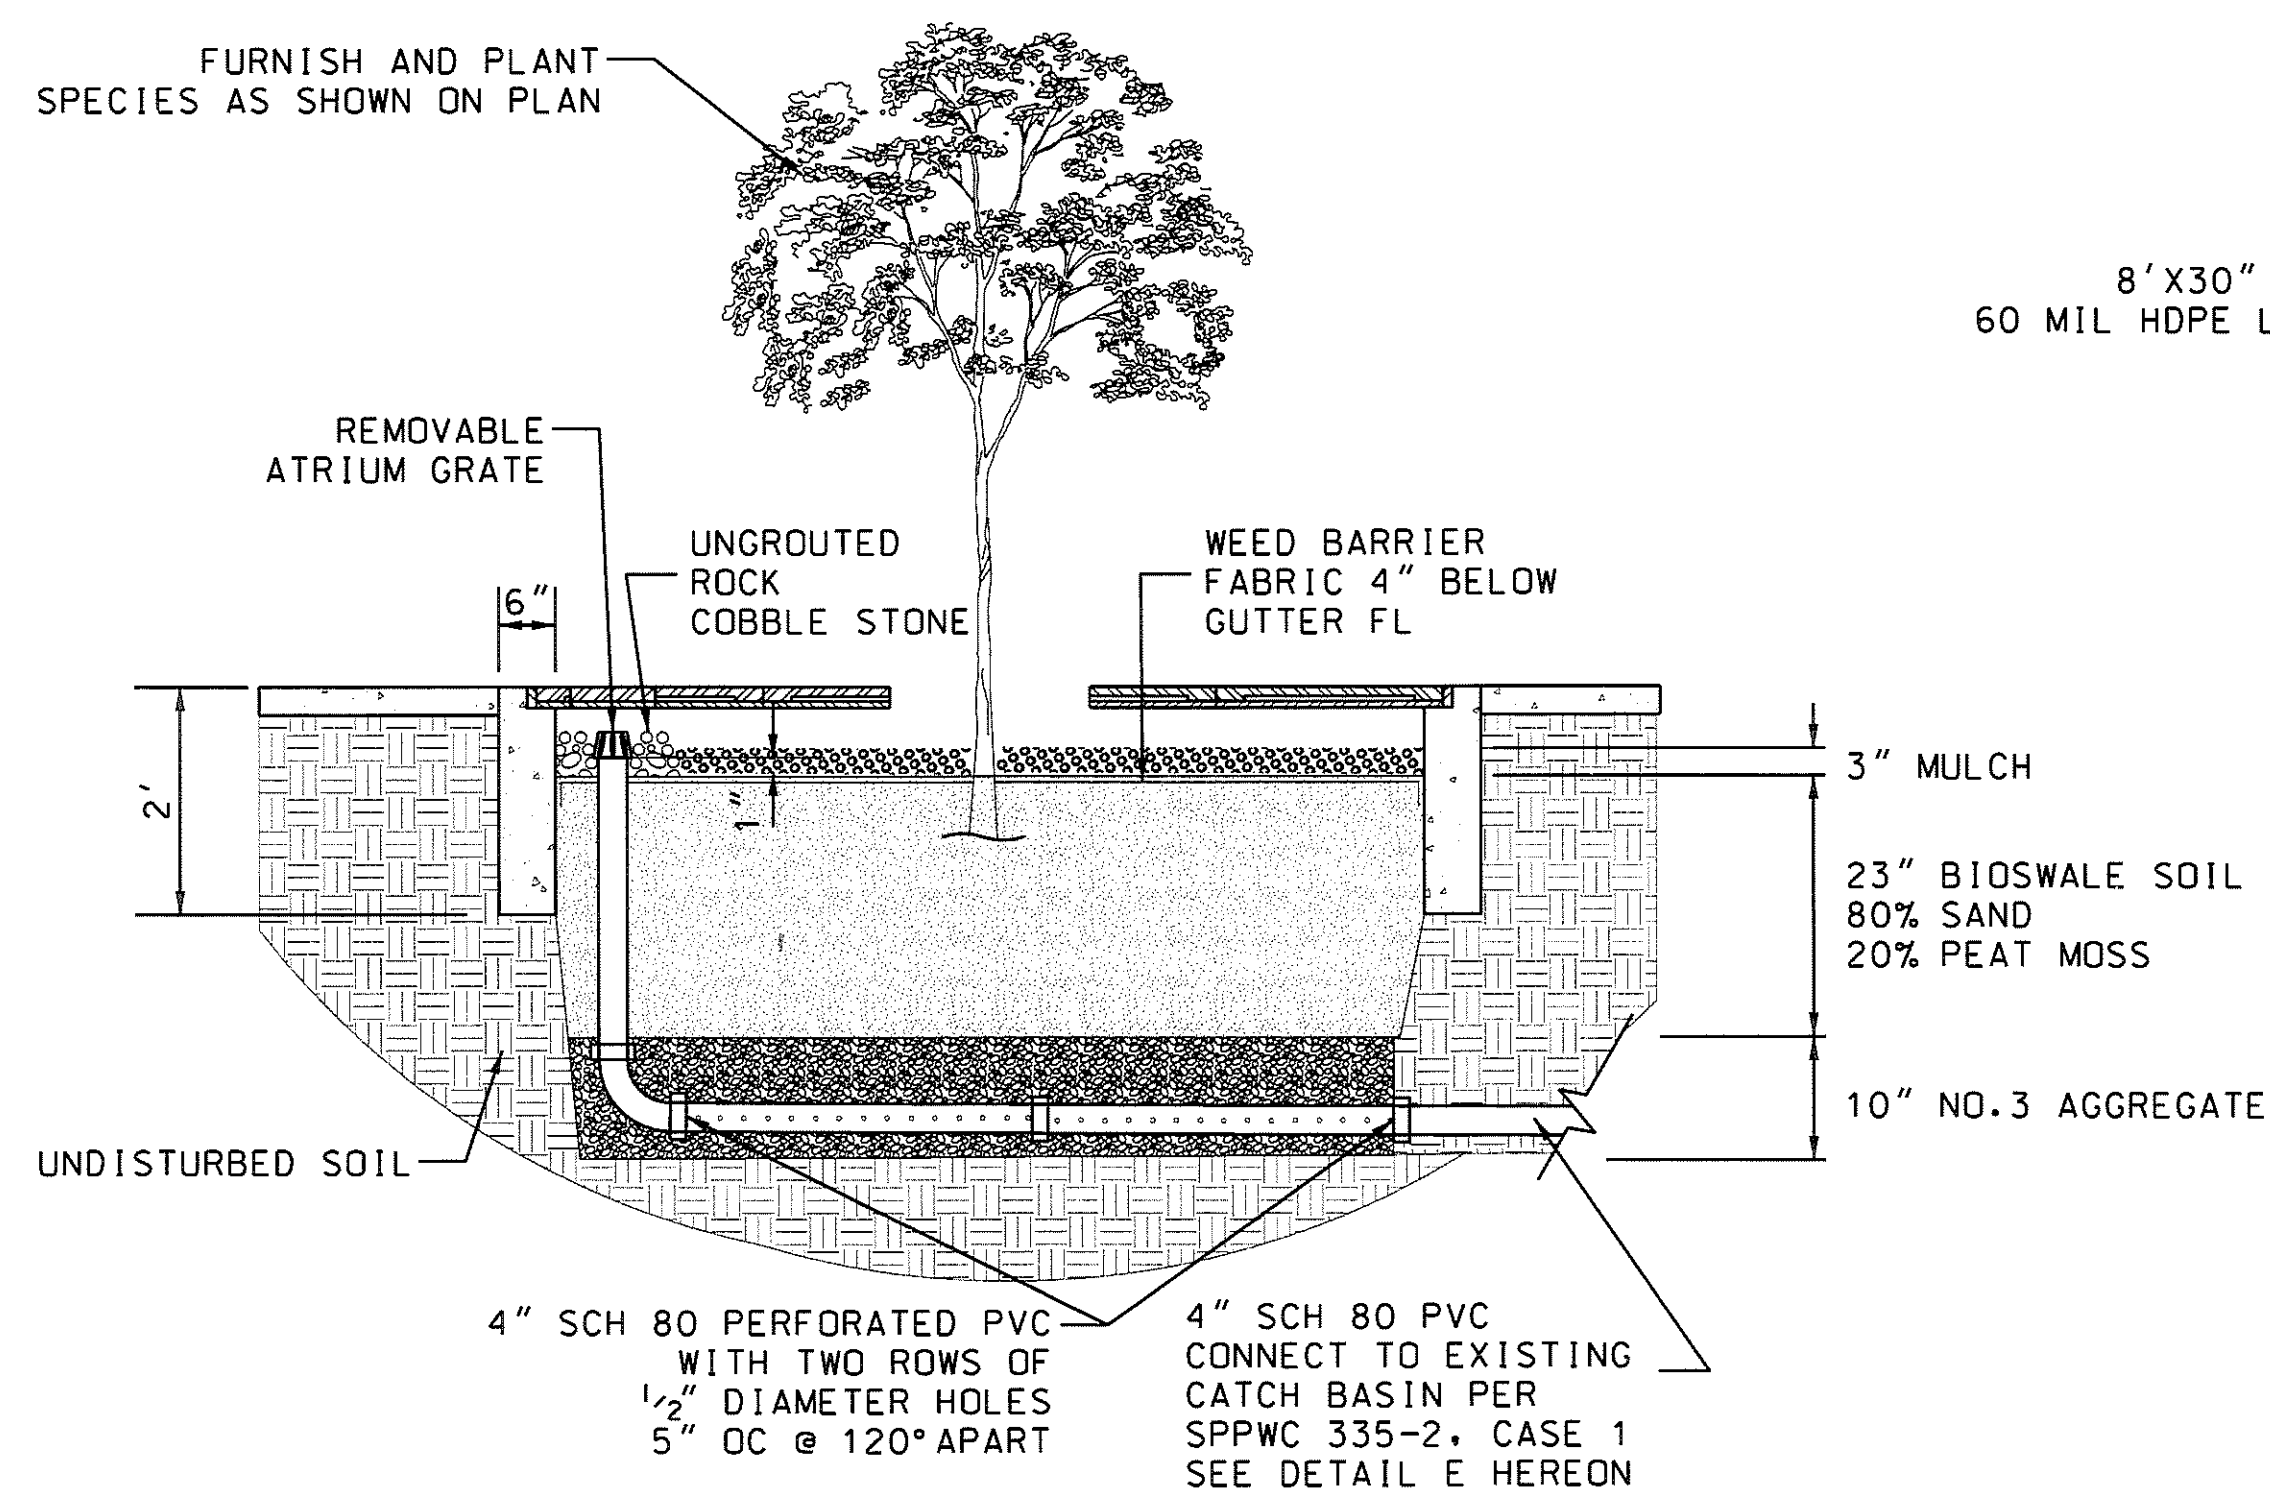 FURNISH AND PLANT
SPECIES AS SHOWN ON PLAN
8'X30"
60 MIL HDPE L
REMOVABLE
ATRIUM GRATE
UNGROUTED
ROCK
COBBLE STONE
WEED BARRIER
FABRIC 4" BELOW
GUTTER FL
6"
2'
1"
3" MULCH
23" BIOSWALE SOIL
80% SAND
20% PEAT MOSS
10" NO.3 AGGREGATE
UNDISTURBED SOIL
4" SCH 80 PERFORATED PVC
WITH TWO ROWS OF
1/2" DIAMETER HOLES
5" OC @ 120° APART
4" SCH 80 PVC
CONNECT TO EXISTING
CATCH BASIN PER
SPPWC 335-2. CASE 1
SEE DETAIL E HEREON